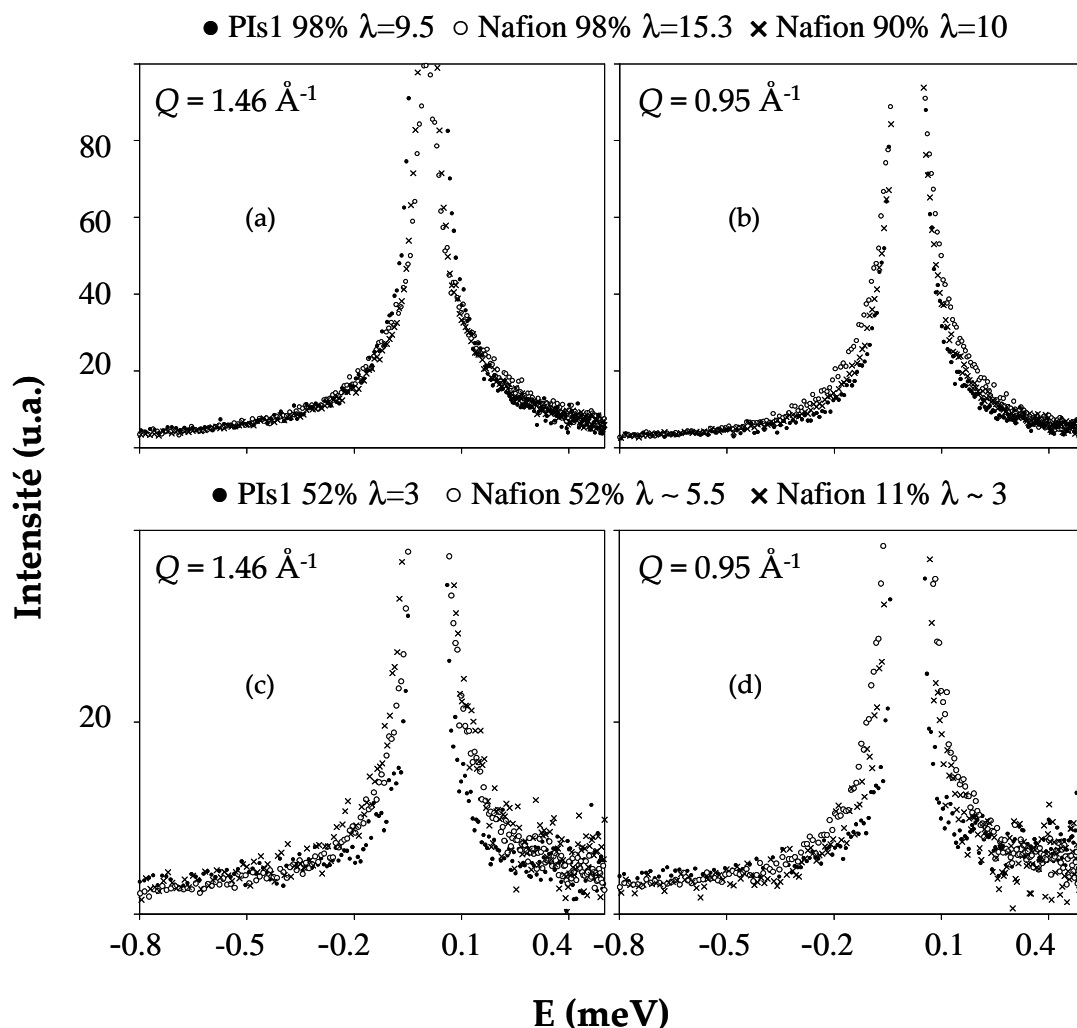 ● PIs1 98% λ=9.5 ○ Nafion 98% λ=15.3 × Nafion 90% λ=10
Q = 1.46 Å-1
Q = 0.95 Å-1
80
60
40
20
(a)
(b)
● PIs1 52% λ=3 ○ Nafion 52% λ ~ 5.5 × Nafion 11% λ ~ 3
Q = 1.46 Å-1
Q = 0.95 Å-1
20
(c)
(d)
Intensité (u.a.)
-0.8 -0.5 -0.2 0.1 0.4 -0.8 -0.2 0.1 0.4
E (meV)